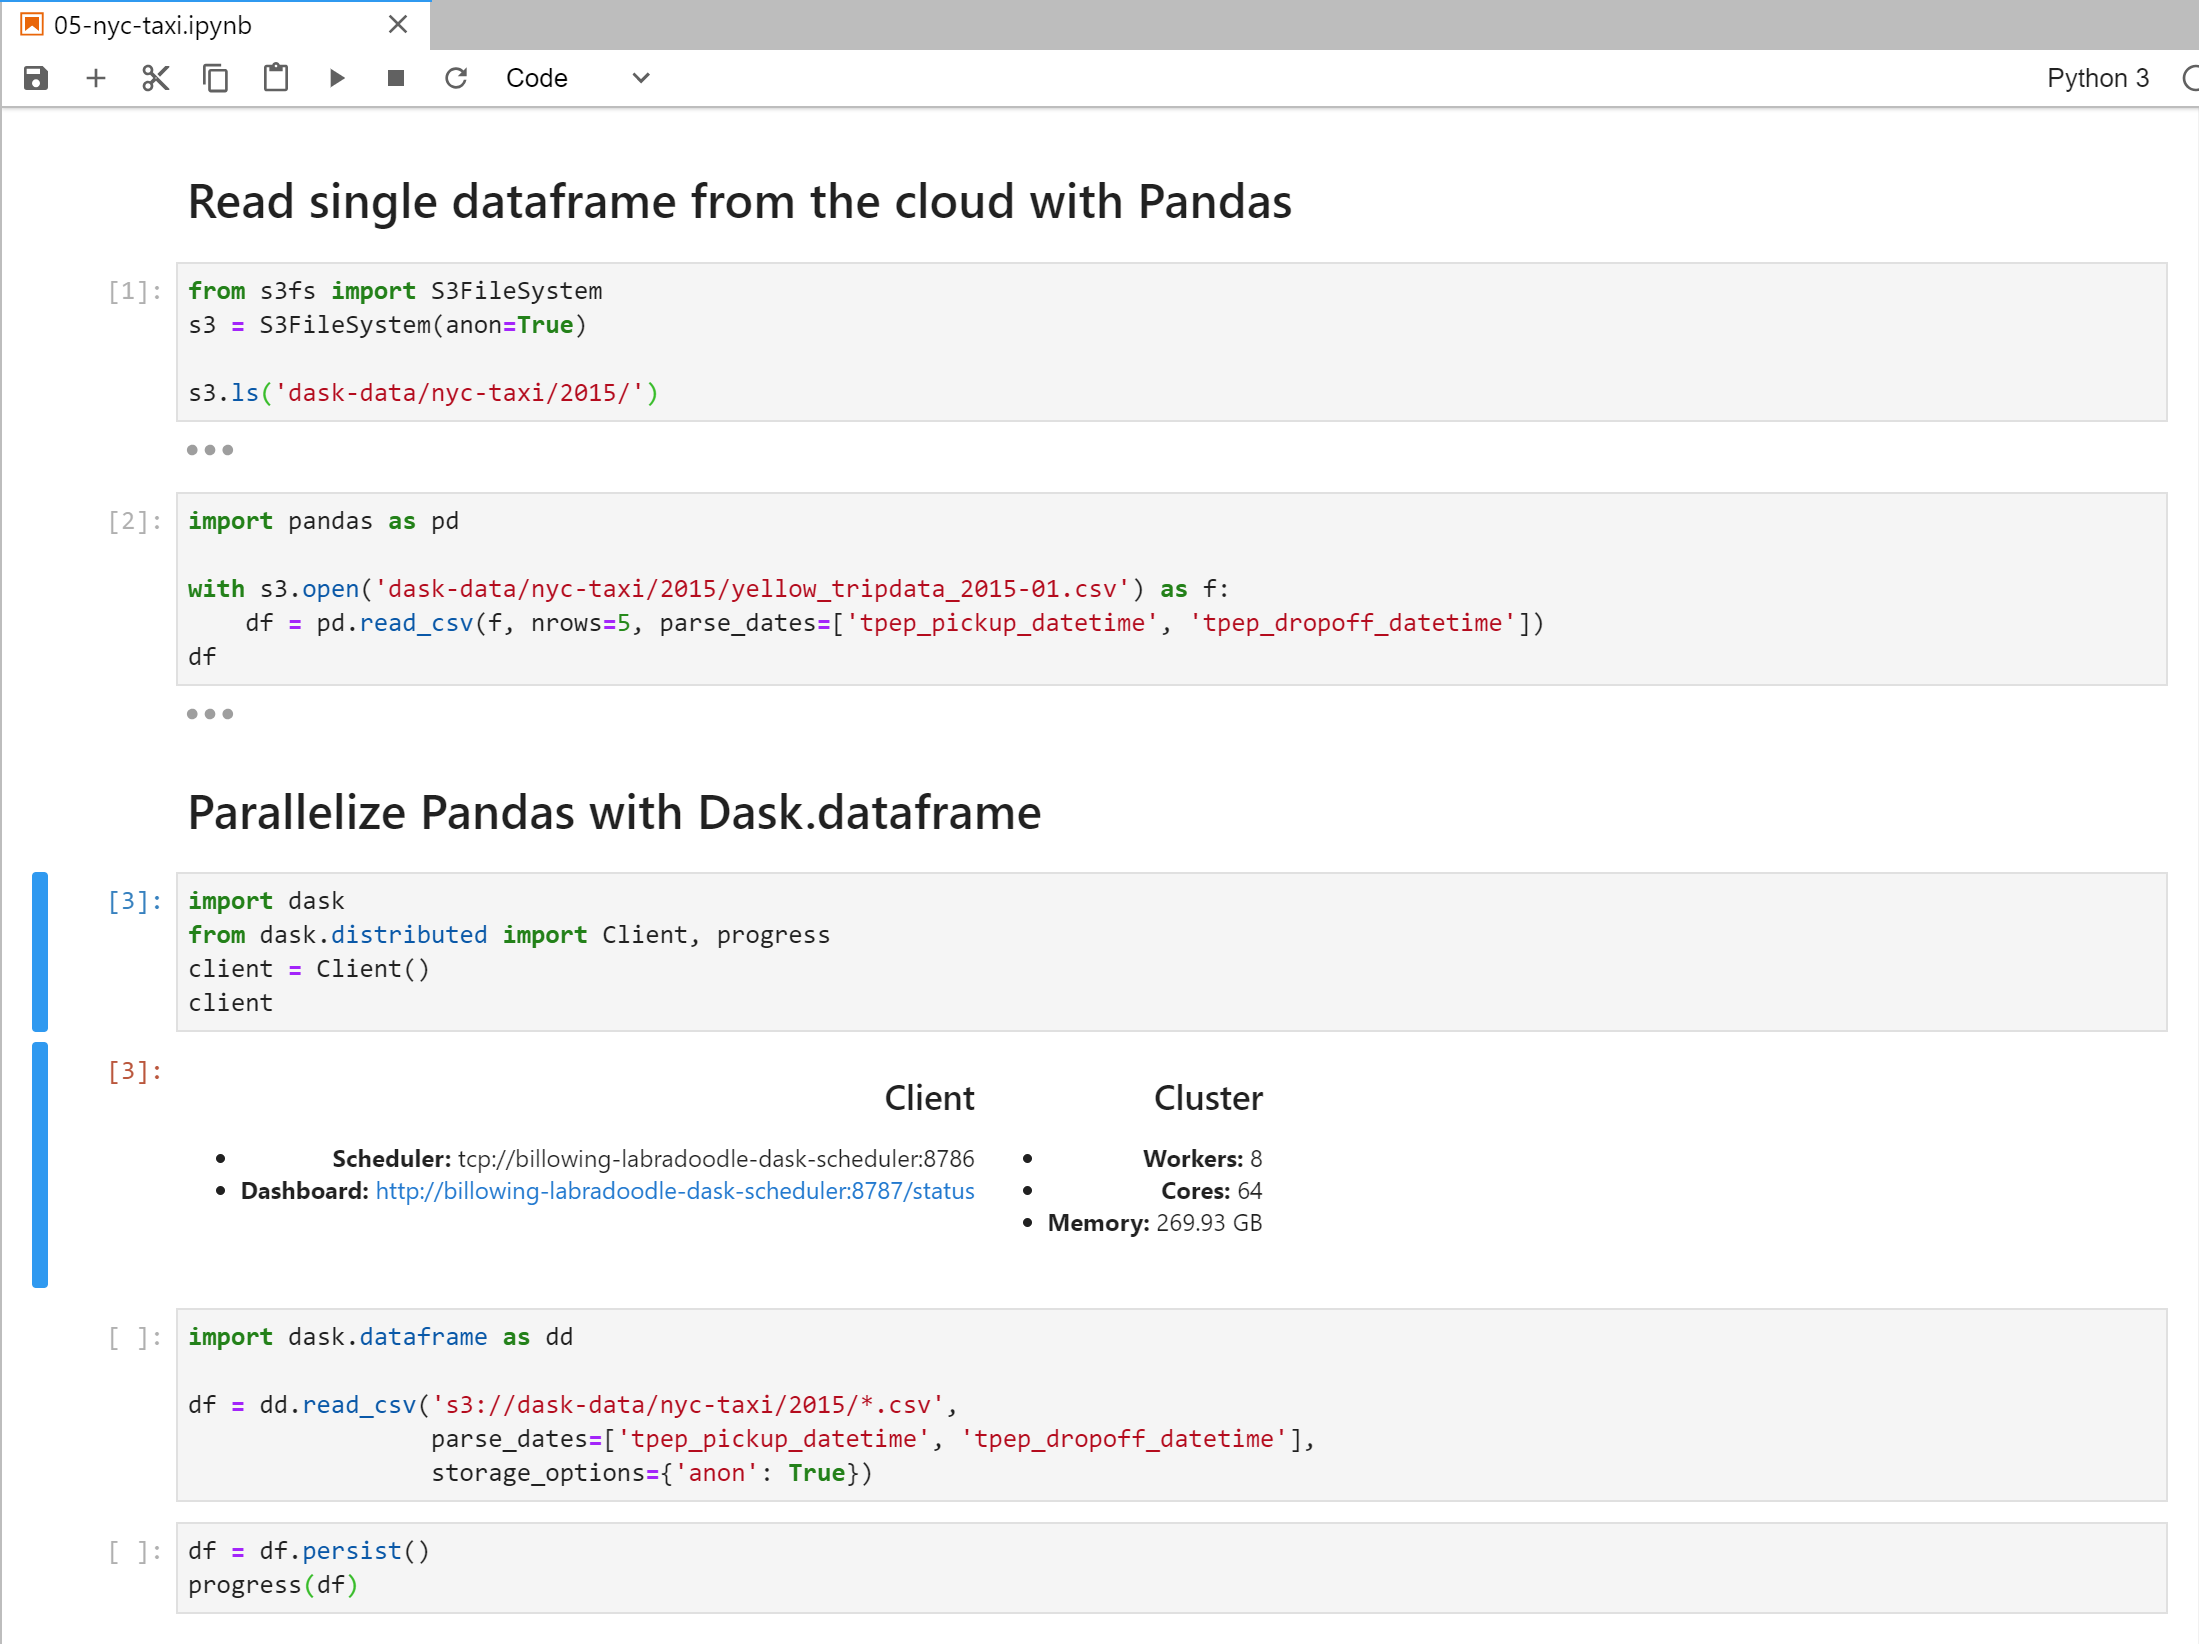 05-nyc-taxi.ipynb
Code
Python 3
Read single dataframe from the cloud with Pandas
[1]:
from s3fs import S3FileSystem
s3 = S3FileSystem(anon=True)
s3.ls('dask-data/nyc-taxi/2015/')
[2]:
import pandas as pd
with s3.open('dask-data/nyc-taxi/2015/yellow_tripdata_2015-01.csv') as f:
    df = pd.read_csv(f, nrows=5, parse_dates=['tpep_pickup_datetime', 'tpep_dropoff_datetime'])
df
Parallelize Pandas with Dask.dataframe
[3]:
import dask
from dask.distributed import Client, progress
client = Client()
client
[3]:
Client
Scheduler: tcp://billowing-labradoodle-dask-scheduler:8786
Dashboard: http://billowing-labradoodle-dask-scheduler:8787/status
Cluster
Workers: 8
Cores: 64
Memory: 269.93 GB
[ ]:
import dask.dataframe as dd
df = dd.read_csv('s3://dask-data/nyc-taxi/2015/*.csv',
                 parse_dates=['tpep_pickup_datetime', 'tpep_dropoff_datetime'],
                 storage_options={'anon': True})
[ ]:
df = df.persist()
progress(df)